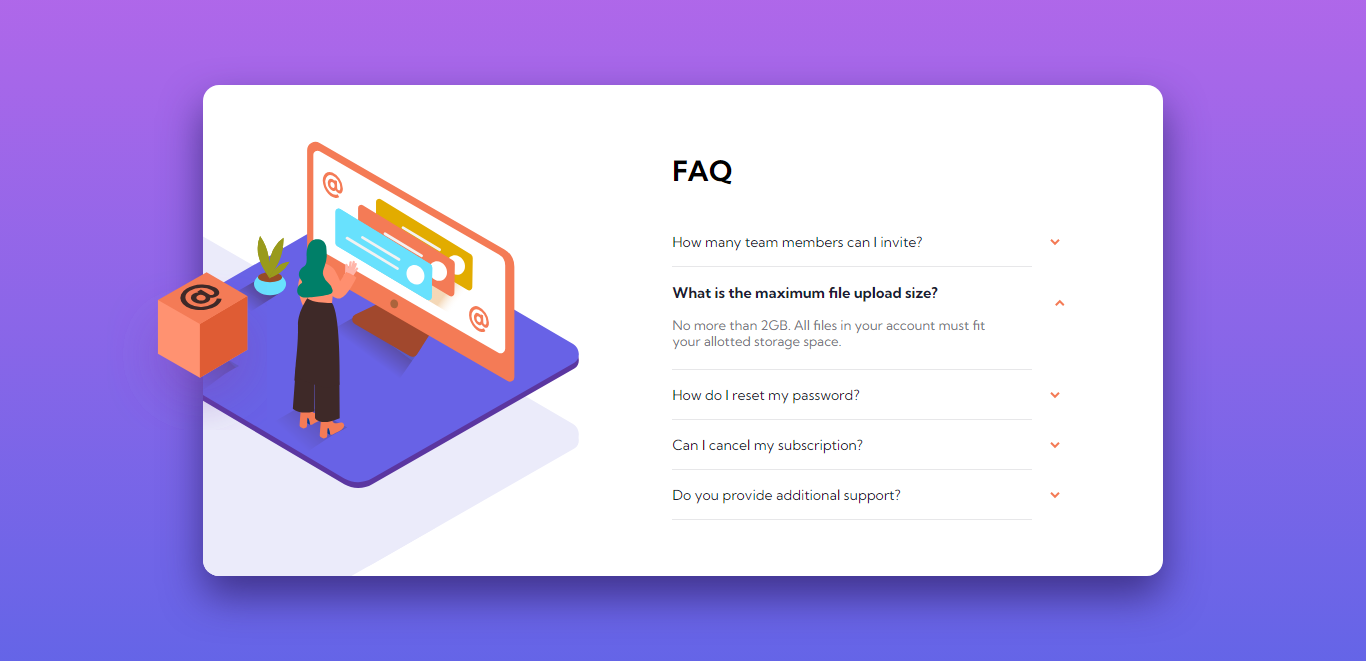 FAQ
How many team members can I invite?
What is the maximum file upload size?
No more than 2GB. All files in your account must fit
your allotted storage space.
How do I reset my password?
Can I cancel my subscription?
Do you provide additional support?
@
@
@